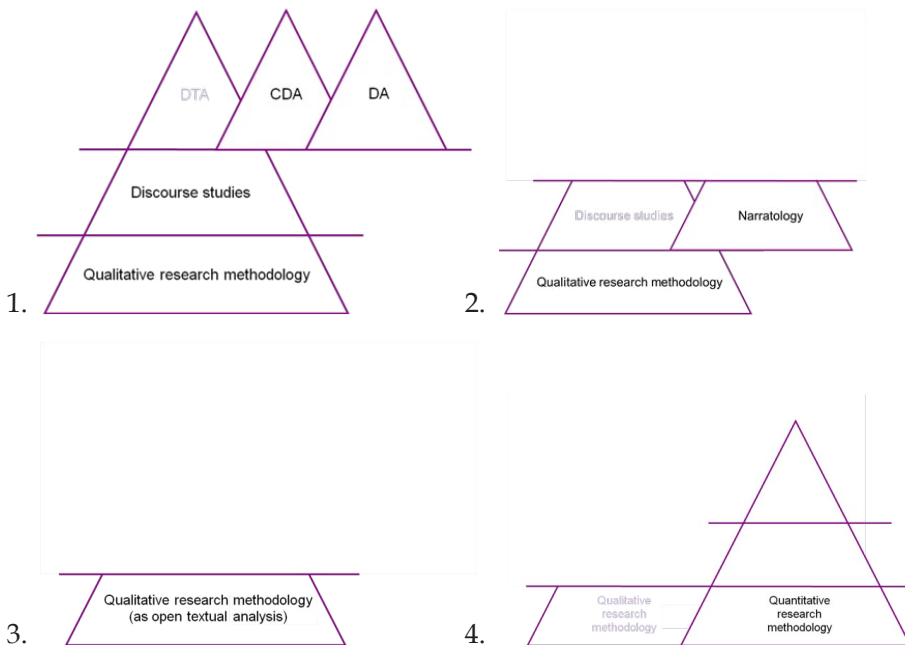 DTA
CDA
DA
Discourse studies
Qualitative research methodology
1.
Discourse studies
Narratology
Qualitative research methodology
2.
Qualitative research methodology
(as open textual analysis)
3.
Qualitative
research
methodology
Quantitative
research
methodology
4.